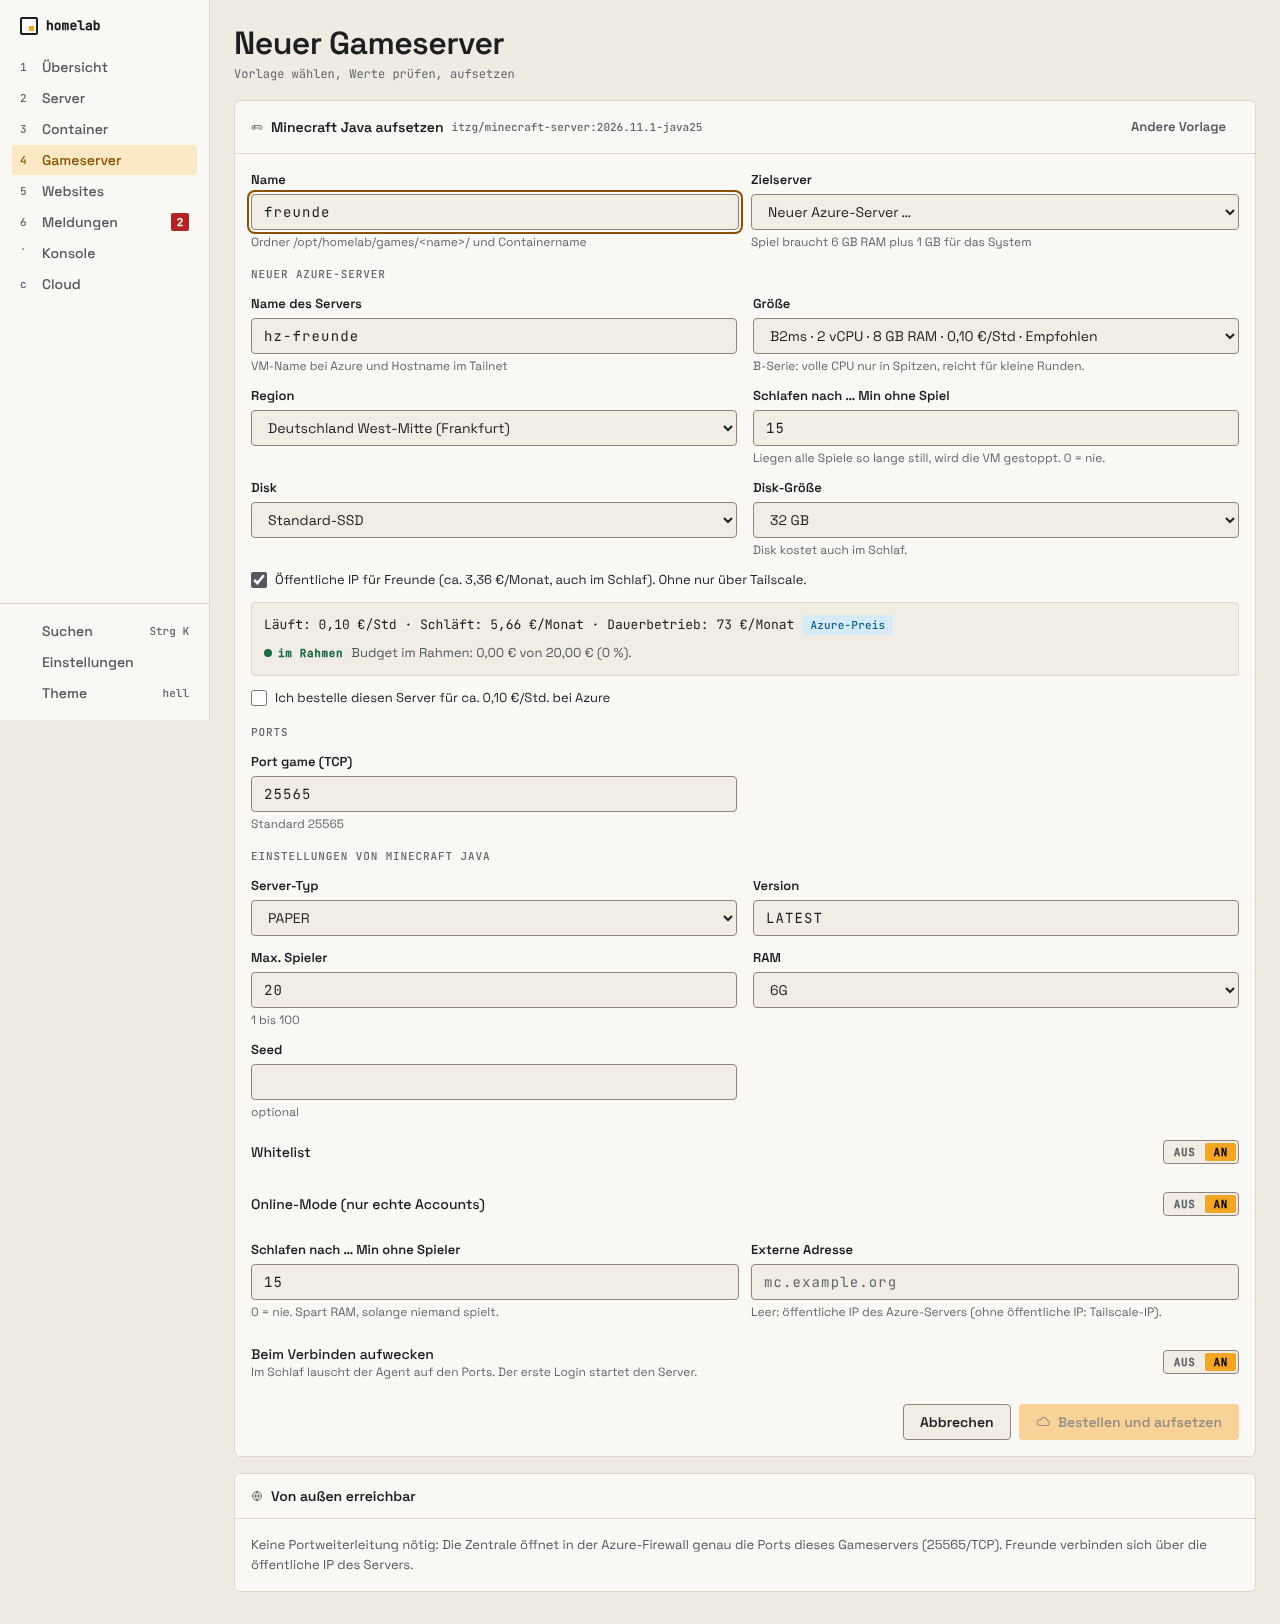 homelab
1 Übersicht
2 Server
3 Container
4 Gameserver
5 Websites
6 Meldungen 2
` Konsole
c Cloud
Suchen Strg K
Einstellungen
Theme hell
Neuer Gameserver
Vorlage wählen, Werte prüfen, aufsetzen
Minecraft Java aufsetzen itzg/minecraft-server:2026.11.1-java25 Andere Vorlage
Name Zielserver
freunde Neuer Azure-Server …
Ordner /opt/homelab/games/<name>/ und Containername Spiel braucht 6 GB RAM plus 1 GB für das System
NEUER AZURE-SERVER
Name des Servers Größe
hz-freunde B2ms · 2 vCPU · 8 GB RAM · 0,10 €/Std · Empfohlen
VM-Name bei Azure und Hostname im Tailnet B-Serie: volle CPU nur in Spitzen, reicht für kleine Runden.
Region Schlafen nach … Min ohne Spiel
Deutschland West-Mitte (Frankfurt) 15
Liegen alle Spiele so lange still, wird die VM gestoppt. 0 = nie.
Disk Disk-Größe
Standard-SSD 32 GB
Disk kostet auch im Schlaf.
Öffentliche IP für Freunde (ca. 3,36 €/Monat, auch im Schlaf). Ohne nur über Tailscale.
Läuft: 0,10 €/Std · Schläft: 5,66 €/Monat · Dauerbetrieb: 73 €/Monat Azure-Preis
im Rahmen Budget im Rahmen: 0,00 € von 20,00 € (0 %).
Ich bestelle diesen Server für ca. 0,10 €/Std. bei Azure
PORTS
Port game (TCP)
25565
Standard 25565
EINSTELLUNGEN VON MINECRAFT JAVA
Server-Typ Version
PAPER LATEST
Max. Spieler RAM
20 6G
1 bis 100
Seed
optional
Whitelist AUS AN
Online-Mode (nur echte Accounts) AUS AN
Schlafen nach … Min ohne Spieler Externe Adresse
15 mc.example.org
0 = nie. Spart RAM, solange niemand spielt. Leer: öffentliche IP des Azure-Servers (ohne öffentliche IP: Tailscale-IP).
Beim Verbinden aufwecken AUS AN
Im Schlaf lauscht der Agent auf den Ports. Der erste Login startet den Server.
Abbrechen Bestellen und aufsetzen
Von außen erreichbar
Keine Portweiterleitung nötig: Die Zentrale öffnet in der Azure-Firewall genau die Ports dieses Gameservers (25565/TCP). Freunde verbinden sich über die
öffentliche IP des Servers.